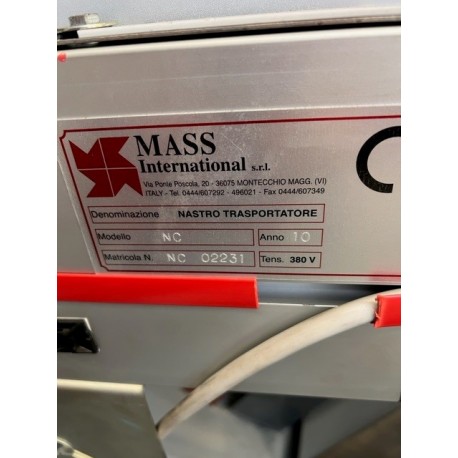 MASS
International s.r.l.
Via Ponte Poscola, 20 - 36075 MONTECCHIO MAGG. (VI)
ITALY - Tel. 0444/607292 - 496021 - Fax 0444/607349
Denominazione NASTRO TRASPORTATORE
Modello NC Anno 10
Matricola N. NC 02231 Tens. 380 V